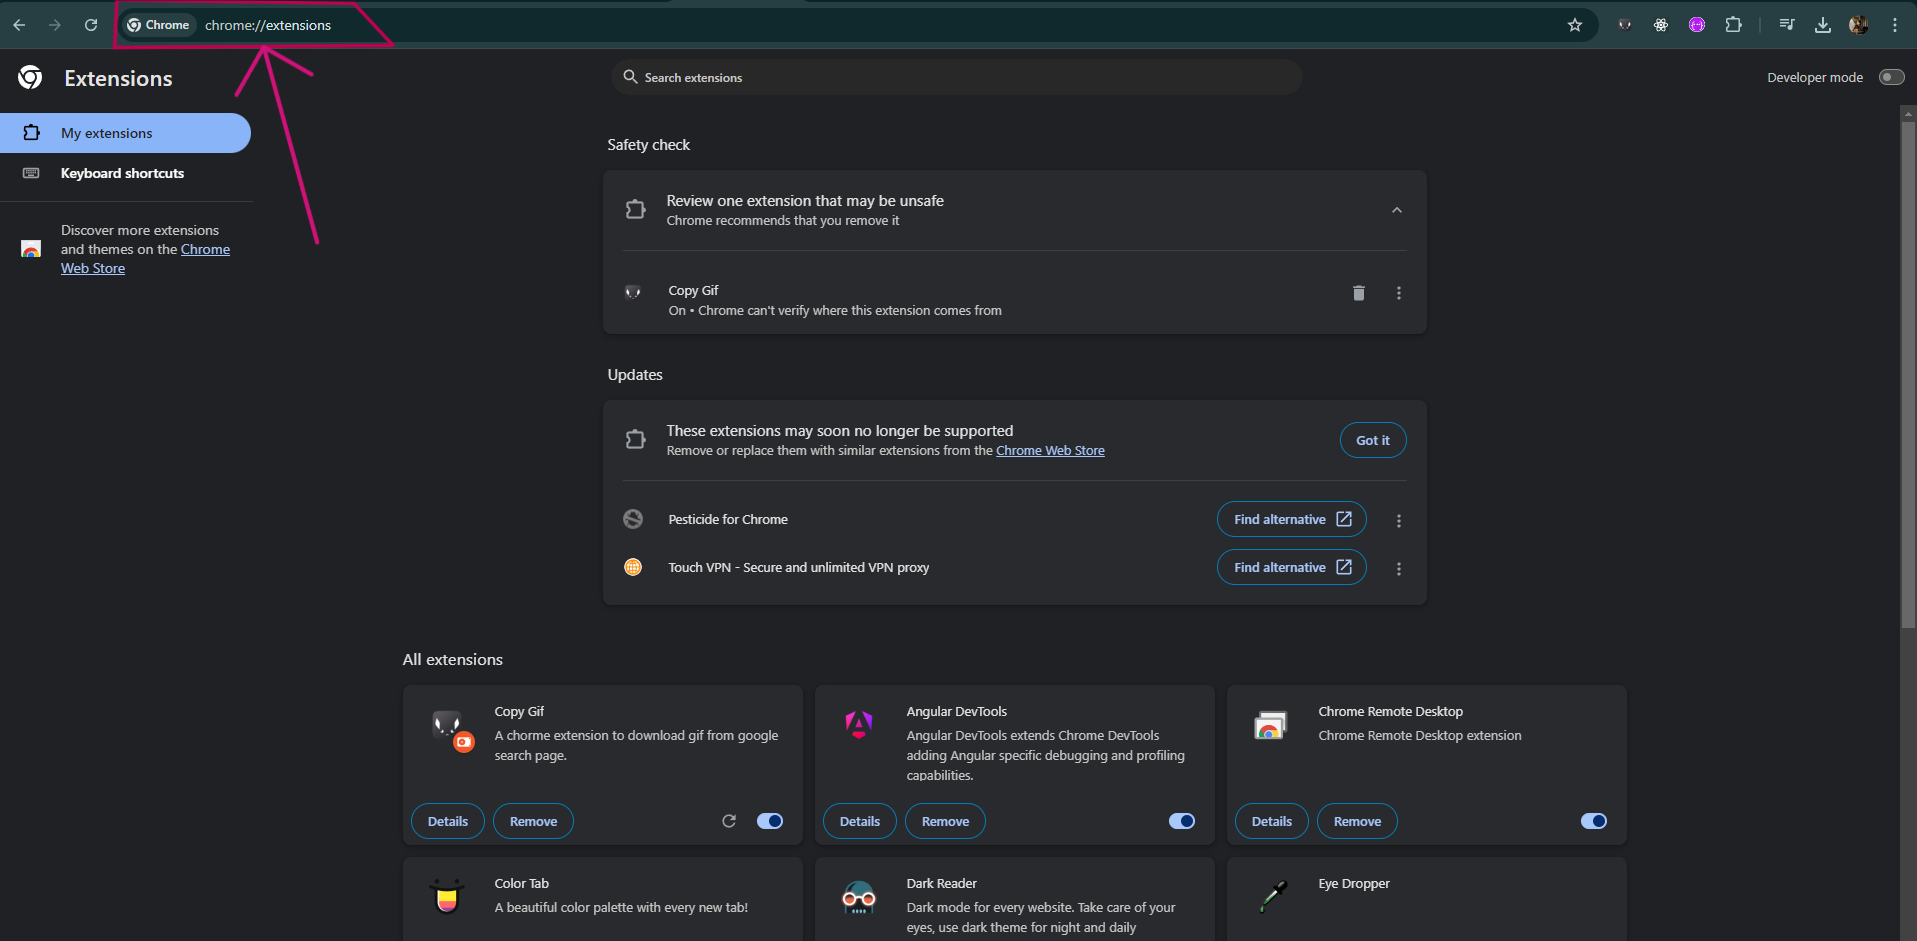 Chrome
chrome://extensions
Extensions
Search extensions
Developer mode
My extensions
Keyboard shortcuts
Discover more extensions
and themes on the Chrome
Web Store
Safety check
Review one extension that may be unsafe
Chrome recommends that you remove it
Copy Gif
On • Chrome can't verify where this extension comes from
Updates
These extensions may soon no longer be supported
Remove or replace them with similar extensions from the Chrome Web Store
Got it
Pesticide for Chrome
Find alternative
Touch VPN - Secure and unlimited VPN proxy
Find alternative
All extensions
Copy Gif
A chorme extension to download gif from google
search page.
Details
Remove
Angular DevTools
Angular DevTools extends Chrome DevTools
adding Angular specific debugging and profiling
capabilities.
Details
Remove
Chrome Remote Desktop
Chrome Remote Desktop extension
Details
Remove
Color Tab
A beautiful color palette with every new tab!
Dark Reader
Dark mode for every website. Take care of your
eyes, use dark theme for night and daily
Eye Dropper